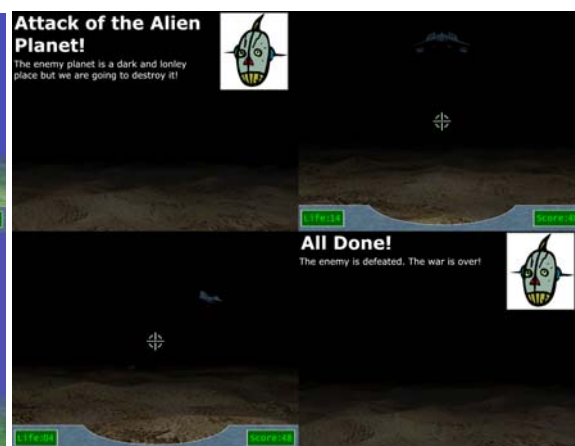 Attack of the Alien
Planet!
The enemy planet is a dark and lonley
place but we are going to destroy it!
Life:14
All Done!
The enemy is defeated. The war is over!
Life:04
Score:48